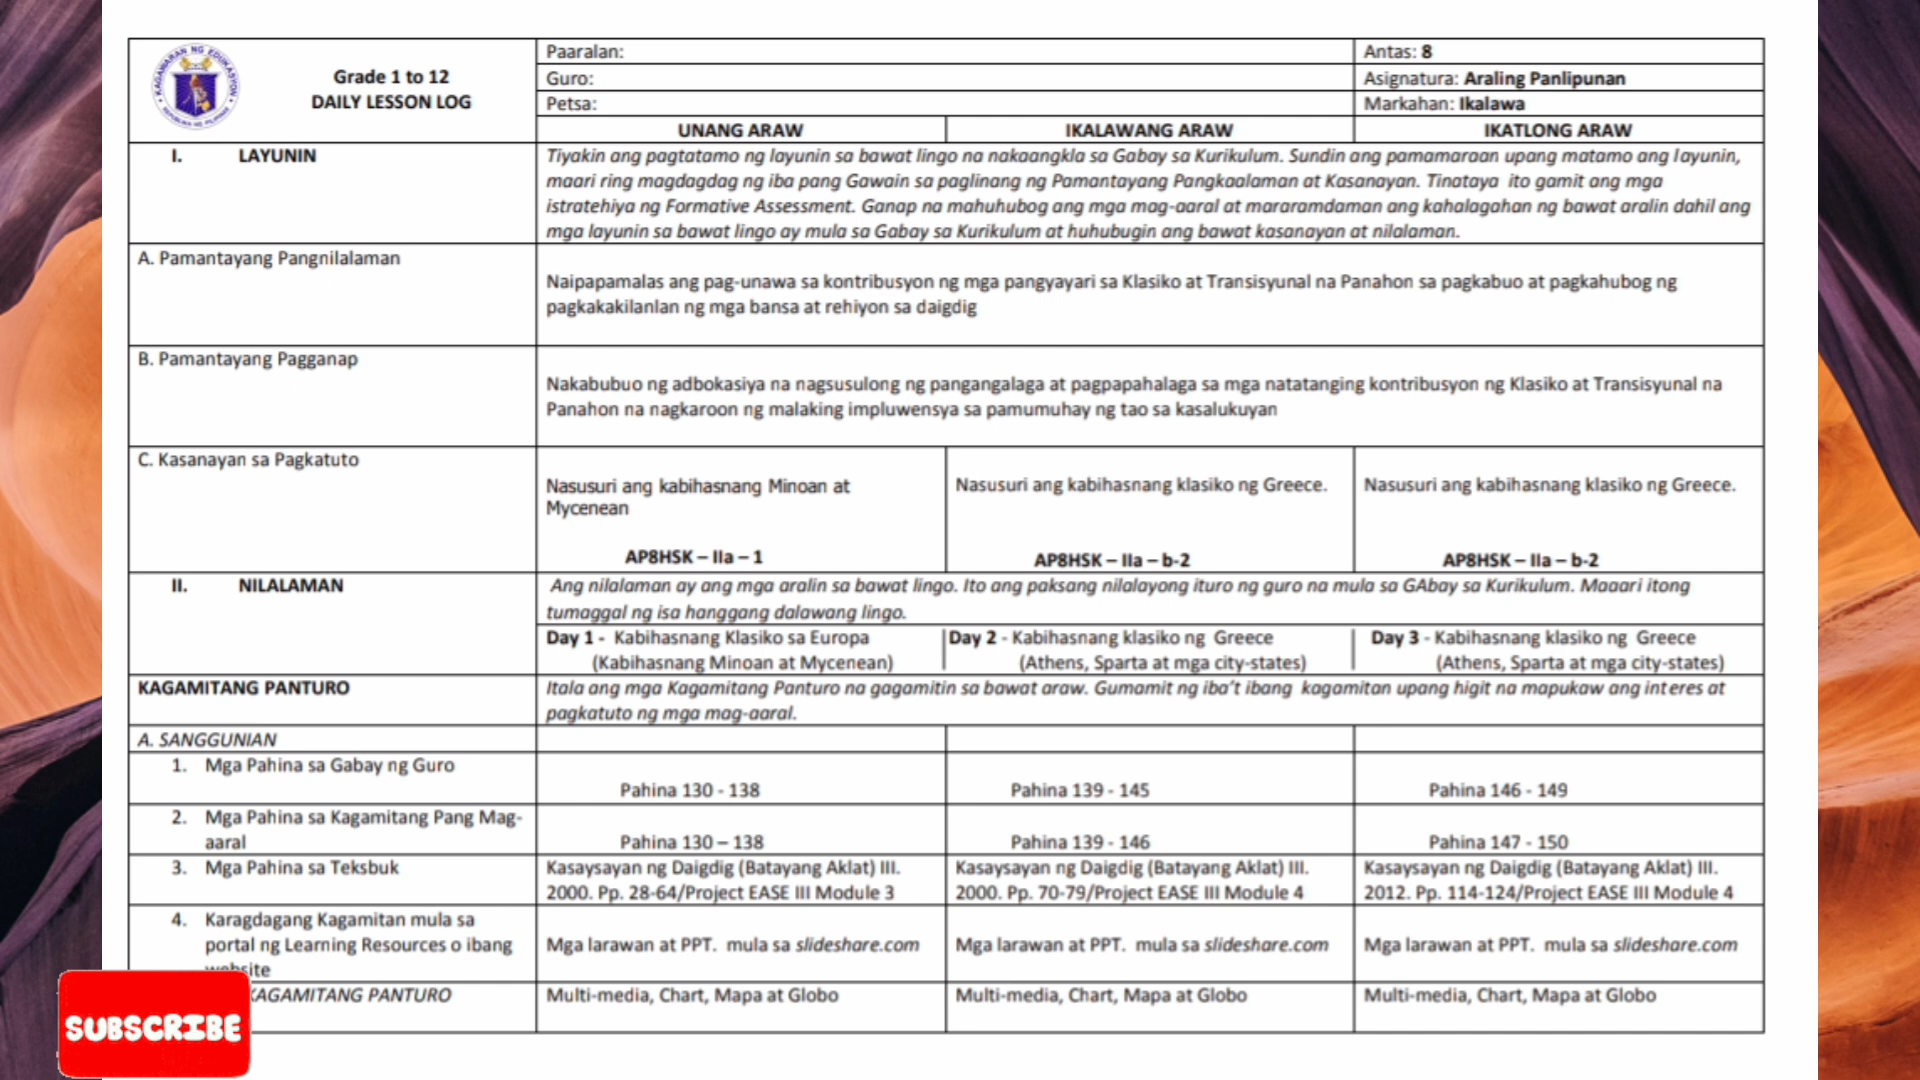 KAGAWARAN NG EDUKASYON
REPUBLIKA NG PILIPINAS
Grade 1 to 12
DAILY LESSON LOG
Paaralan:
Antas: 8
Guro:
Asignatura: Araling Panlipunan
Petsa:
Markahan: Ikalawa
UNANG ARAW
IKALAWANG ARAW
IKATLONG ARAW
I. LAYUNIN
Tiyakin ang pagtatamo ng layunin sa bawat lingo na nakaangkla sa Gabay sa Kurikulum. Sundin ang pamamaraan upang matamo ang layunin,
maari ring magdagdag ng iba pang Gawain sa paglinang ng Pamantayang Pangkaalaman at Kasanayan. Tinataya ito gamit ang mga
istratehiya ng Formative Assessment. Ganap na mahuhubog ang mga mag-aaral at mararamdaman ang kahalagahan ng bawat aralin dahil ang
mga layunin sa bawat lingo ay mula sa Gabay sa Kurikulum at huhubugin ang bawat kasanayan at nilalaman.
A. Pamantayang Pangnilalaman
Naipapamalas ang pag-unawa sa kontribusyon ng mga pangyayari sa Klasiko at Transisyunal na Panahon sa pagkabuo at pagkahubog ng
pagkakakilanlan ng mga bansa at rehiyon sa daigdig
B. Pamantayang Pagganap
Nakabubuo ng adbokasiya na nagsusulong ng pangangalaga at pagpapahalaga sa mga natatanging kontribusyon ng Klasiko at Transisyunal na
Panahon na nagkaroon ng malaking impluwensya sa pamumuhay ng tao sa kasalukuyan
C. Kasanayan sa Pagkatuto
Nasusuri ang kabihasnang Minoan at
Mycenean
AP8HSK – IIa – 1
Nasusuri ang kabihasnang klasiko ng Greece.
AP8HSK – IIa – b-2
Nasusuri ang kabihasnang klasiko ng Greece.
AP8HSK – IIa – b-2
II. NILALAMAN
Ang nilalaman ay ang mga aralin sa bawat lingo. Ito ang paksang nilalayong ituro ng guro na mula sa GAbay sa Kurikulum. Maaari itong
tumaggal ng isa hanggang dalawang lingo.
Day 1 - Kabihasnang Klasiko sa Europa
(Kabihasnang Minoan at Mycenean)
Day 2 - Kabihasnang klasiko ng Greece
(Athens, Sparta at mga city-states)
Day 3 - Kabihasnang klasiko ng Greece
(Athens, Sparta at mga city-states)
KAGAMITANG PANTURO
Itala ang mga Kagamitang Panturo na gagamitin sa bawat araw. Gumamit ng iba’t ibang kagamitan upang higit na mapukaw ang interes at
pagkatuto ng mga mag-aaral.
A. SANGGUNIAN
1. Mga Pahina sa Gabay ng Guro
Pahina 130 - 138
Pahina 139 - 145
Pahina 146 - 149
2. Mga Pahina sa Kagamitang Pang Mag-
aaral
Pahina 130 – 138
Pahina 139 - 146
Pahina 147 - 150
3. Mga Pahina sa Teksbuk
Kasaysayan ng Daigdig (Batayang Aklat) III.
2000. Pp. 28-64/Project EASE III Module 3
Kasaysayan ng Daigdig (Batayang Aklat) III.
2000. Pp. 70-79/Project EASE III Module 4
Kasaysayan ng Daigdig (Batayang Aklat) III.
2012. Pp. 114-124/Project EASE III Module 4
4. Karagdagang Kagamitan mula sa
portal ng Learning Resources o ibang
website
Mga larawan at PPT. mula sa slideshare.com
Mga larawan at PPT. mula sa slideshare.com
Mga larawan at PPT. mula sa slideshare.com
KAGAMITANG PANTURO
Multi-media, Chart, Mapa at Globo
Multi-media, Chart, Mapa at Globo
Multi-media, Chart, Mapa at Globo
SUBSCRIBE